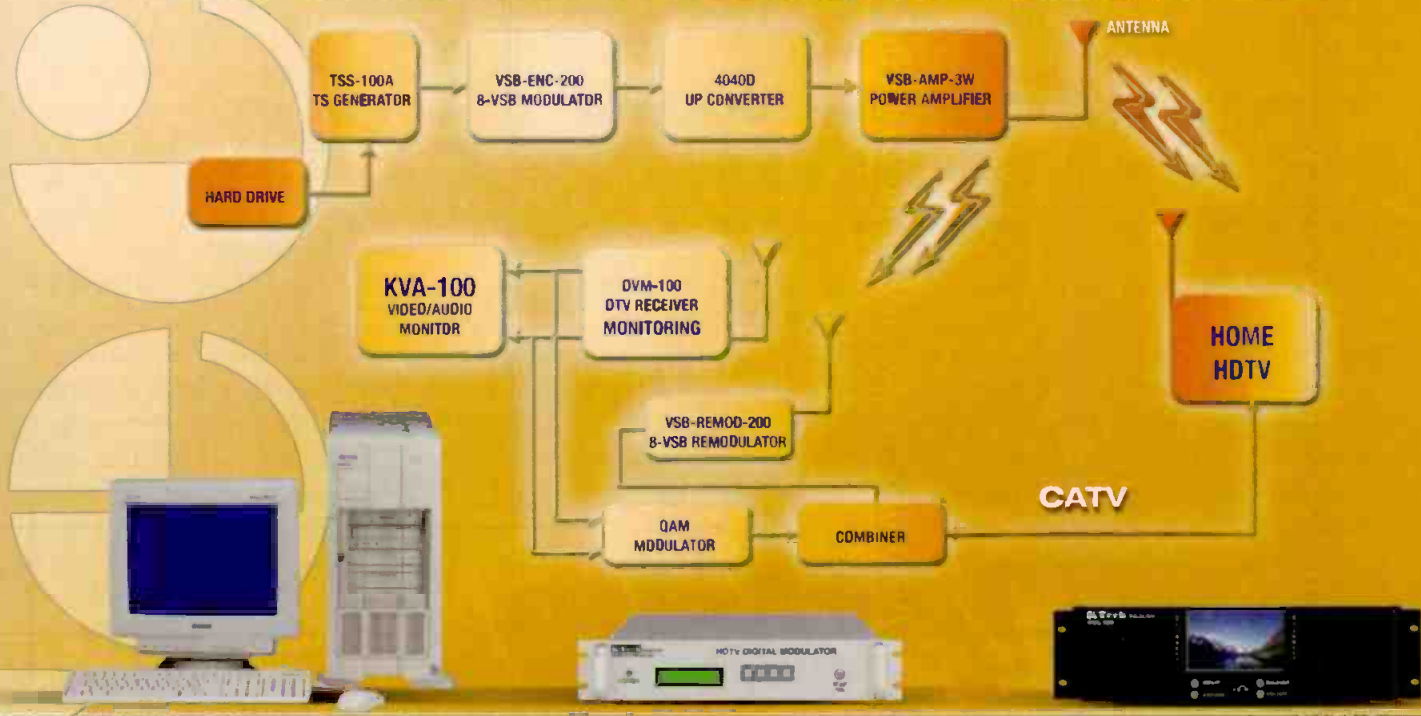 ANTENNA
TSS-100A
TS GENERATOR
VSB-ENC-200
8-VSB MODULATOR
4040D
UP CONVERTER
VSB-AMP-3W
POWER AMPLIFIER
HARD DRIVE
KVA-100
VIDEO/AUDIO
MONITOR
DVM-100
DTV RECEIVER
MONITORING
HOME
HDTV
VSB-REMOD-200
8-VSB REMODULATOR
CATV
QAM
MODULATOR
COMBINER
HDTV DIGITAL MODULATOR